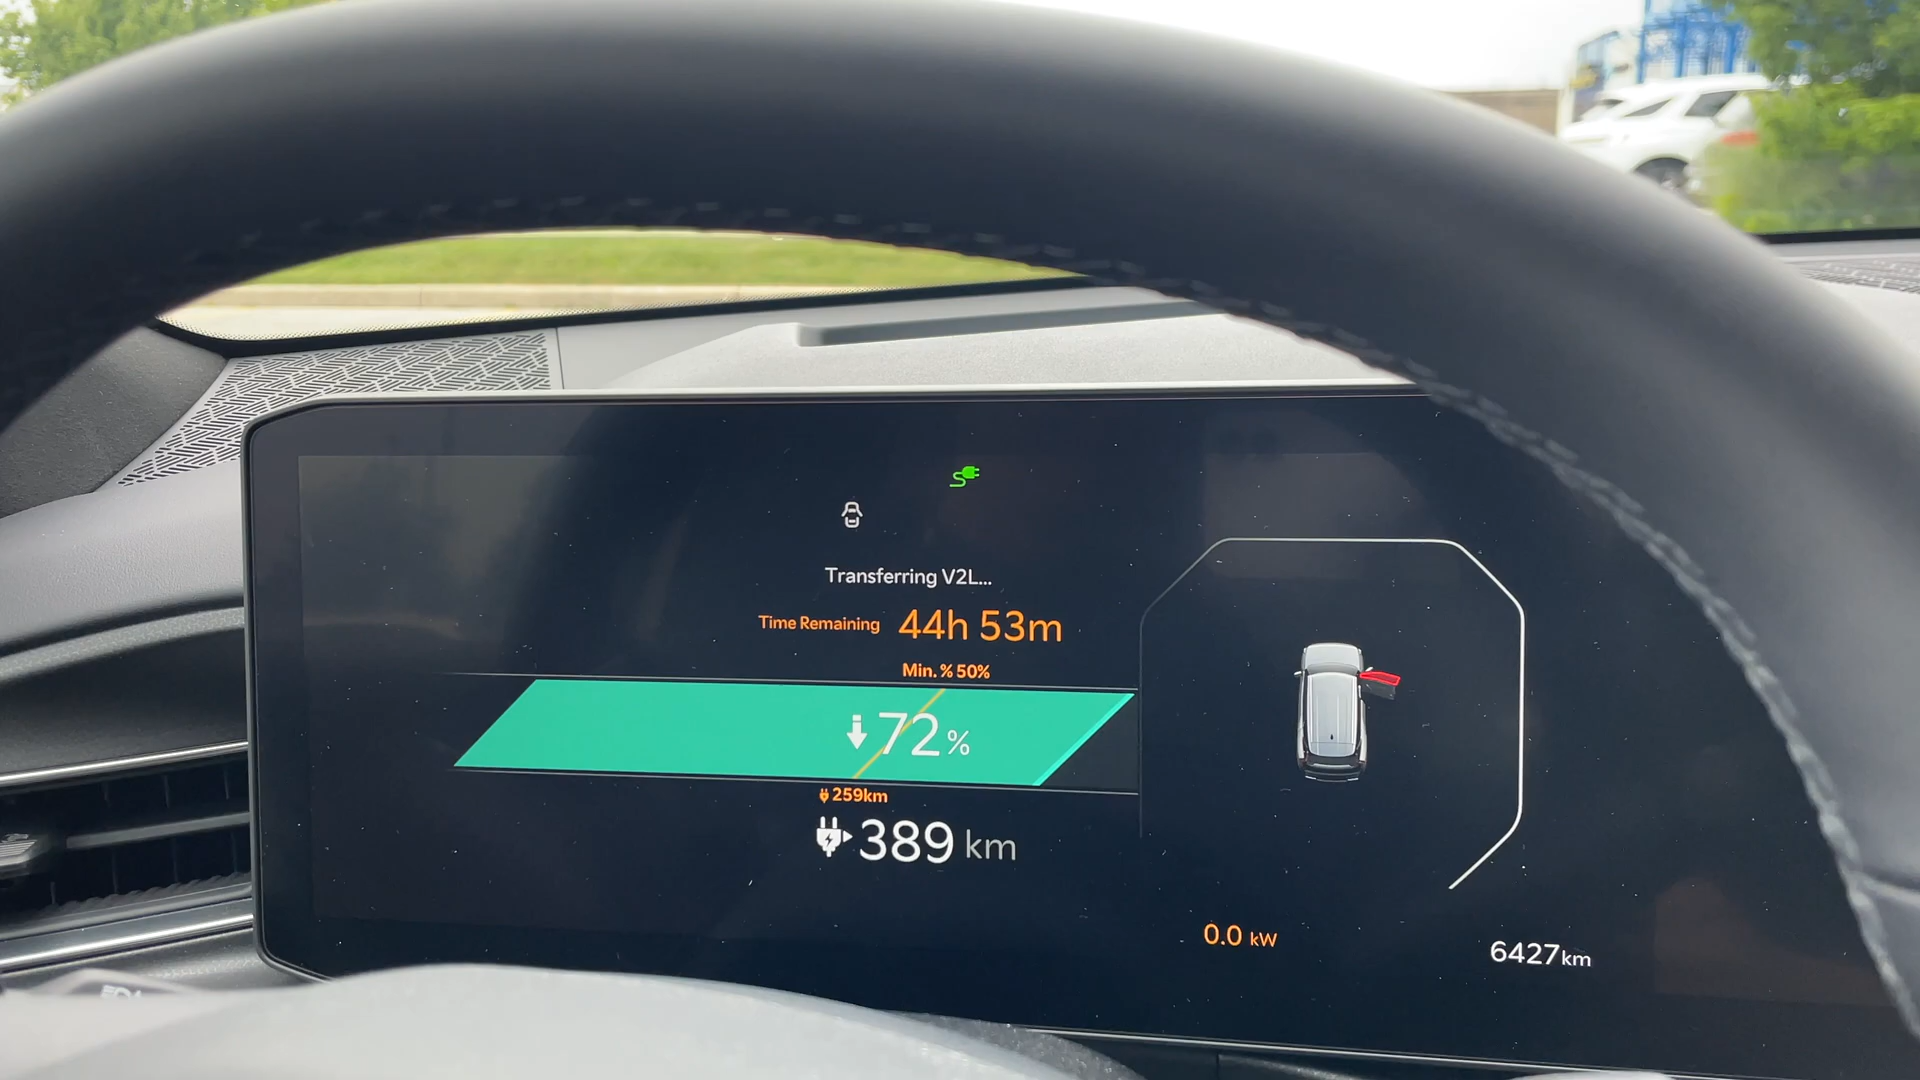 Transferring V2L...
Time Remaining 44h 53m
Min. % 50%
72%
259km
389 km
0.0 kW
6427km